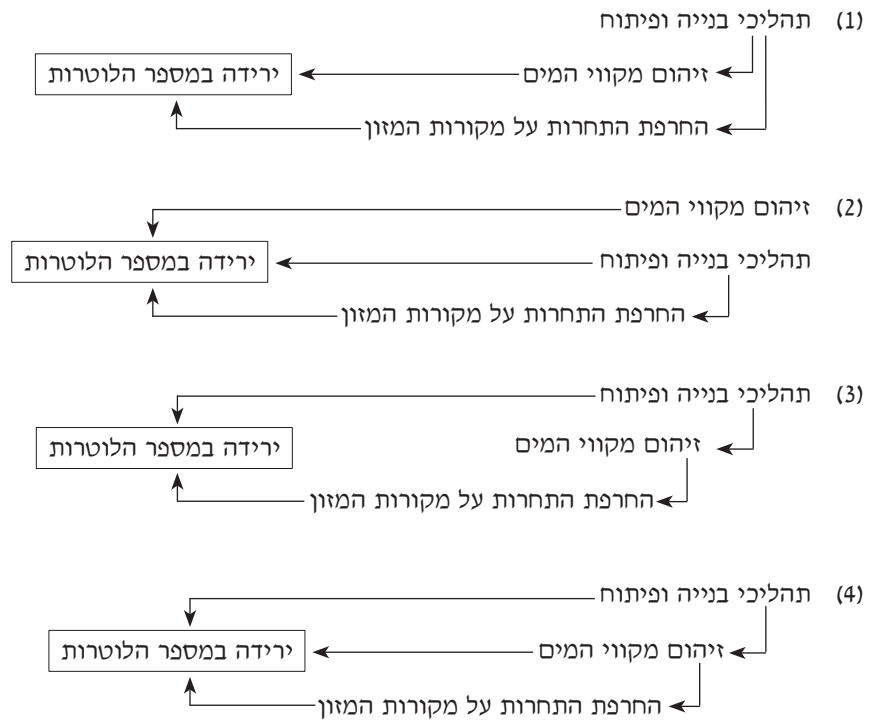 (1) תהליכי בנייה ופיתוח
זיהום מקווי המים
ירידה במספר הלוטרות
החרפת התחרות על מקורות המזון
(2) זיהום מקווי המים
תהליכי בנייה ופיתוח
ירידה במספר הלוטרות
החרפת התחרות על מקורות המזון
(3) תהליכי בנייה ופיתוח
זיהום מקווי המים
ירידה במספר הלוטרות
החרפת התחרות על מקורות המזון
(4) תהליכי בנייה ופיתוח
זיהום מקווי המים
ירידה במספר הלוטרות
החרפת התחרות על מקורות המזון